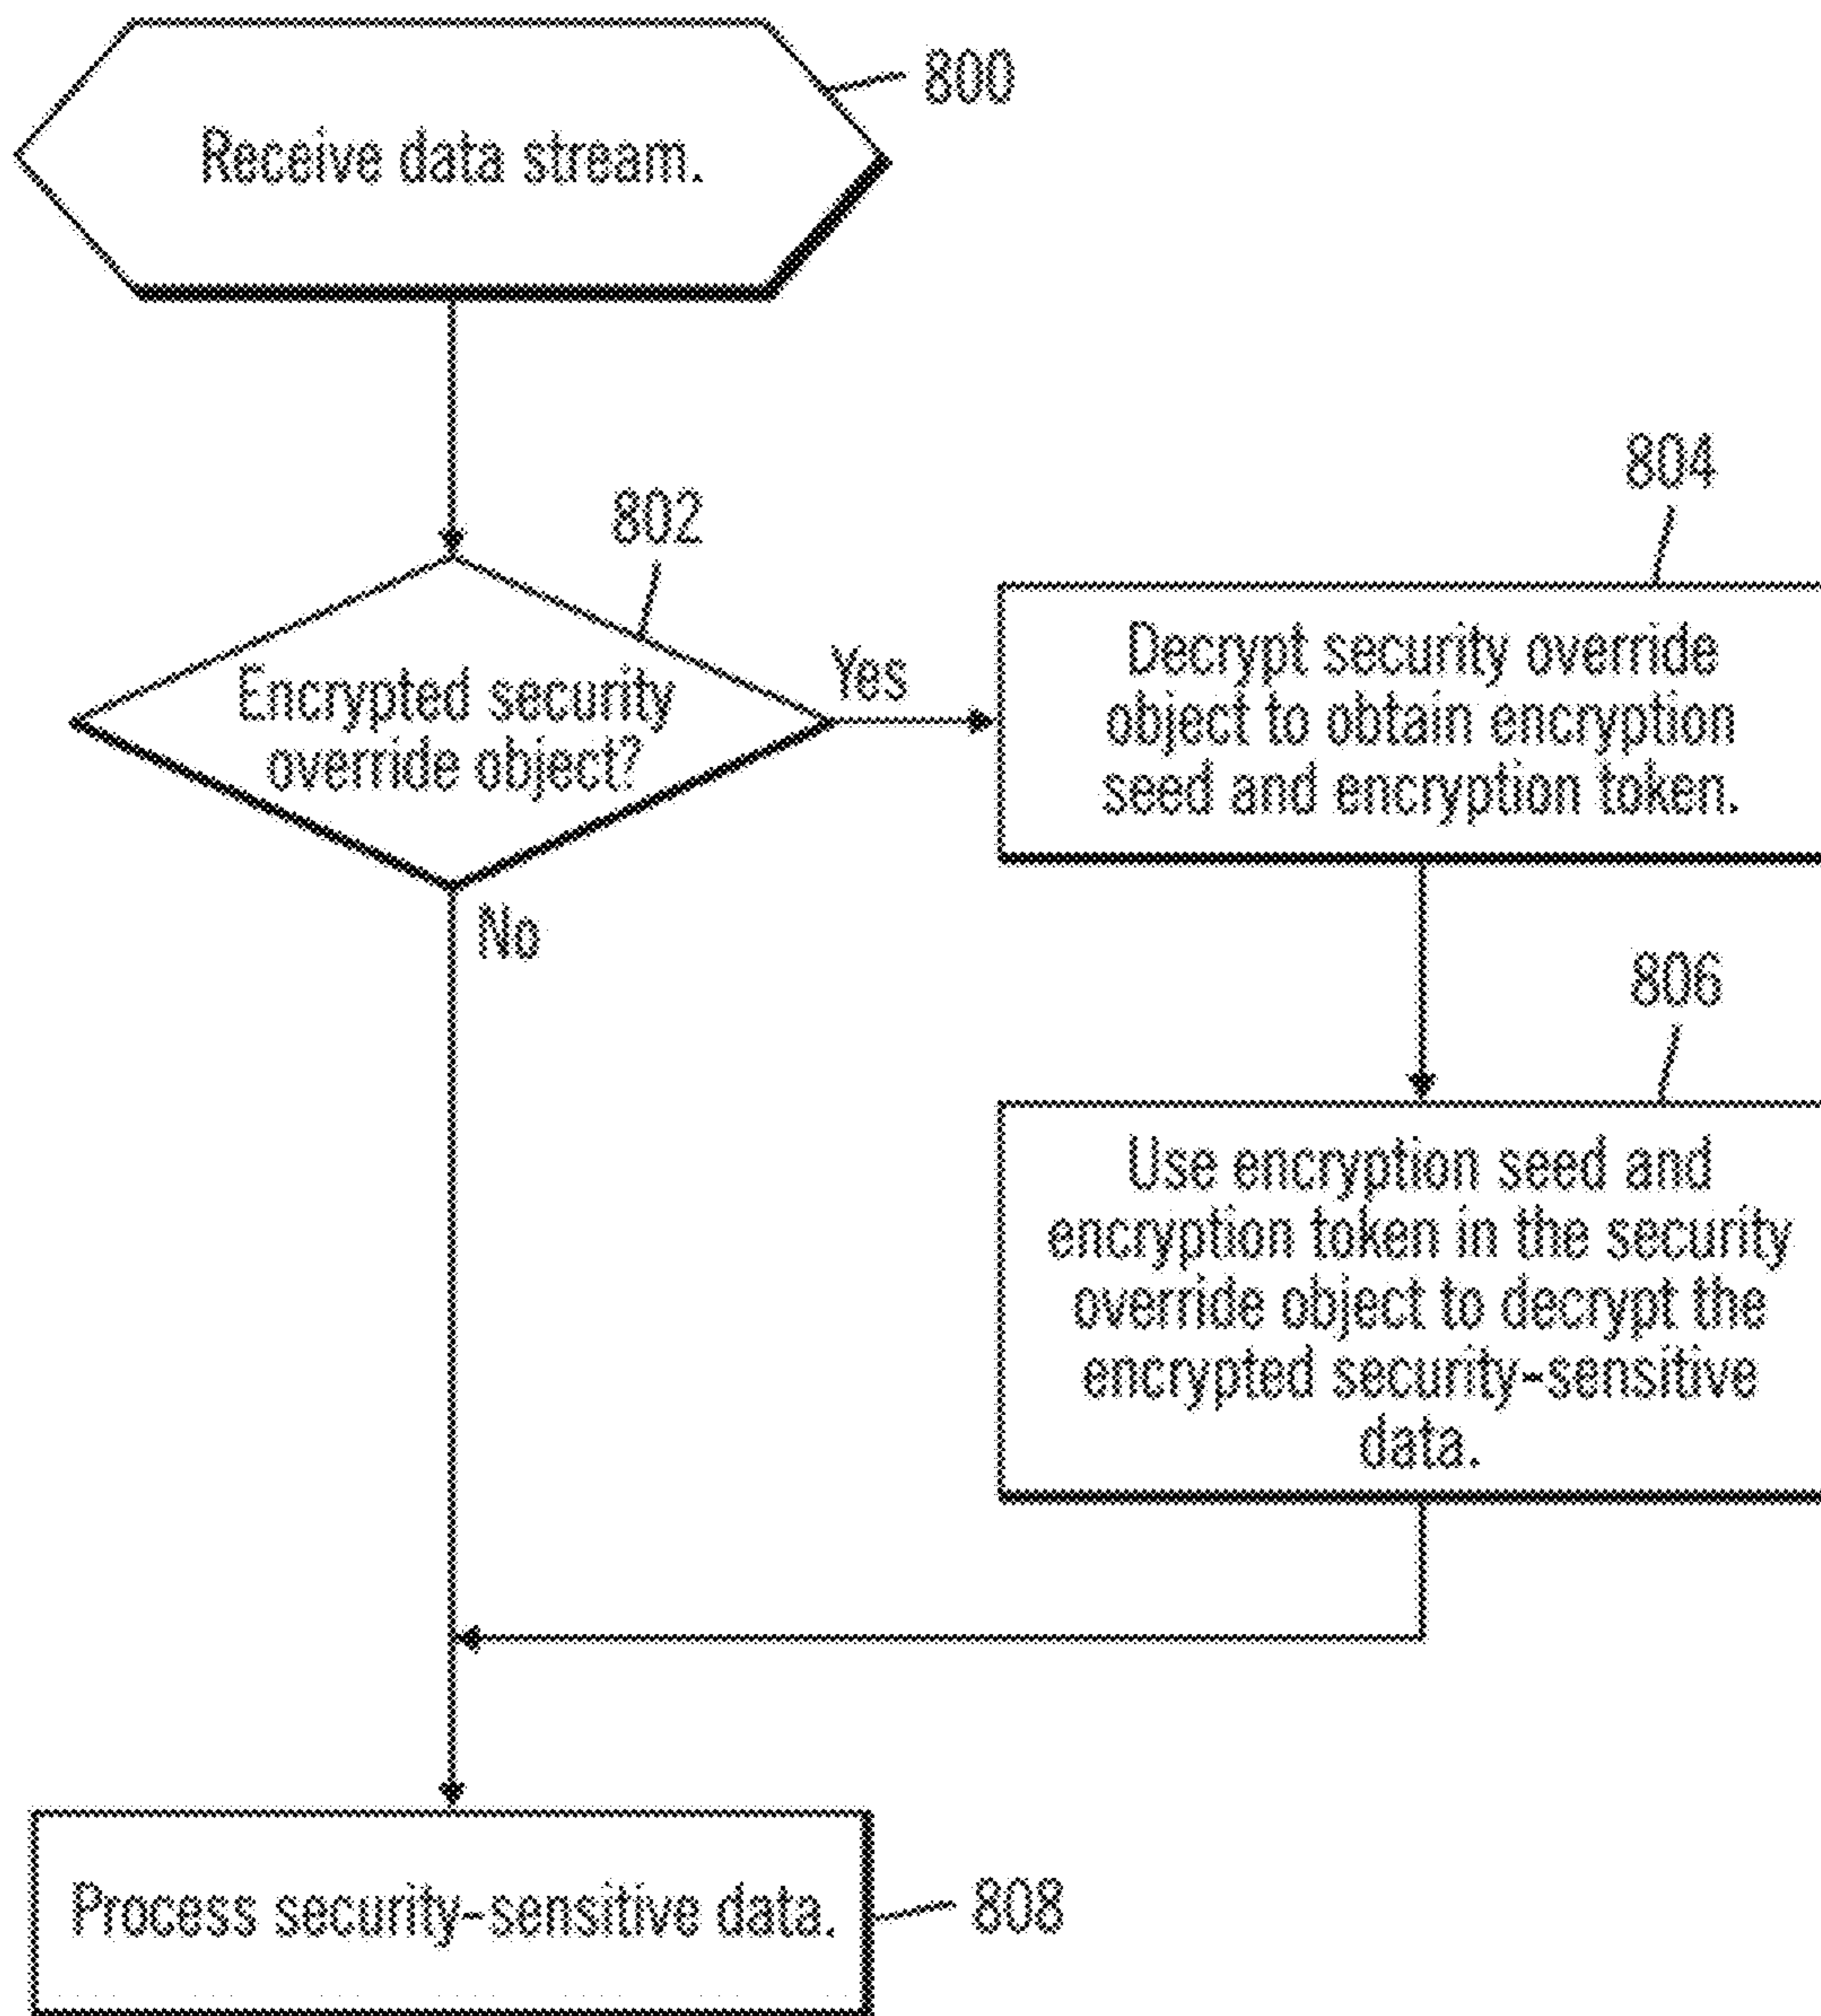 800
Receive data stream.
802
Encrypted security
override object?
Yes
No
804
Decrypt security override
object to obtain encryption
seed and encryption token.
806
Use encryption seed and
encryption token in the security
override object to decrypt the
encrypted security-sensitive
data.
Process security-sensitive data.
808